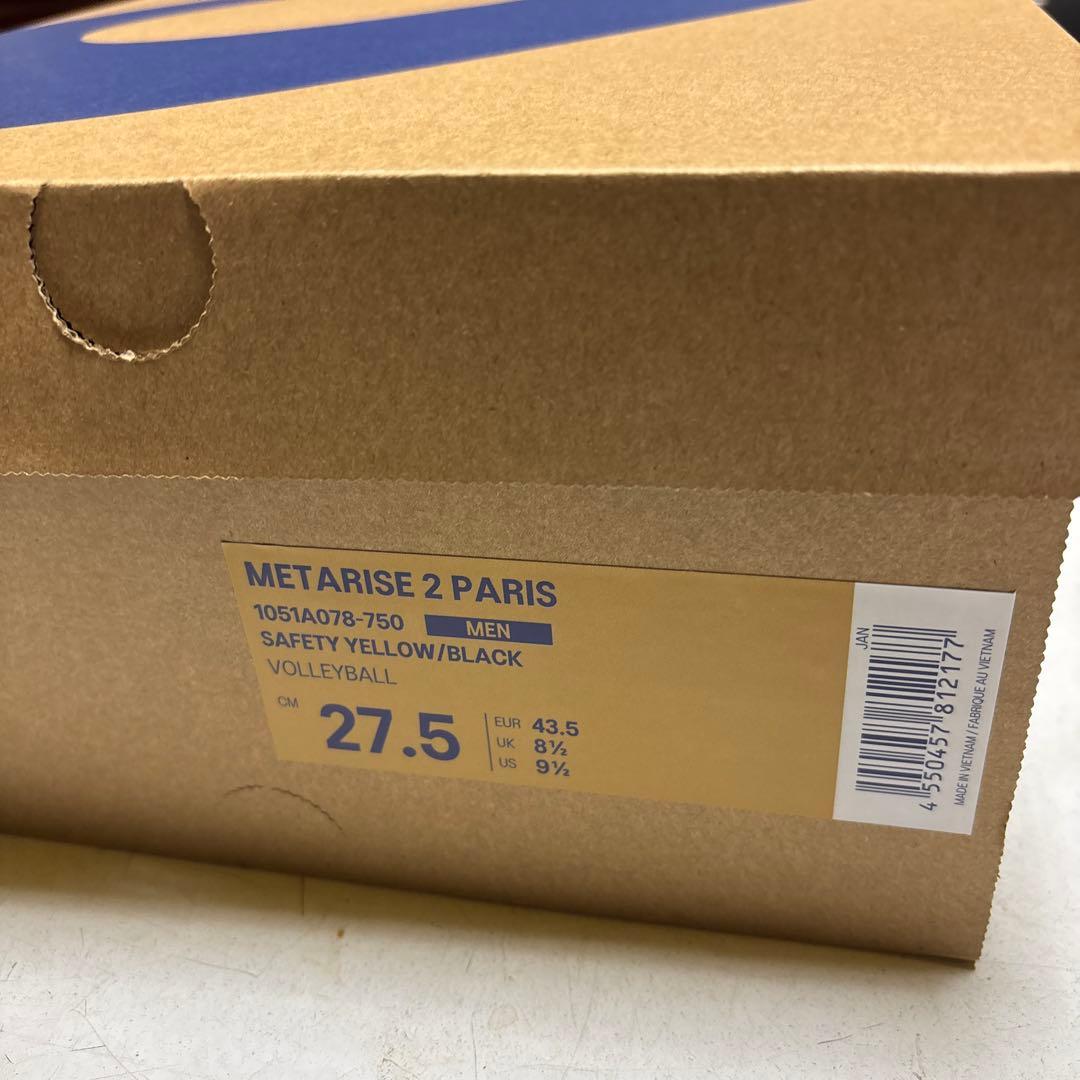 METARISE 2 PARIS
1051A078-750 MEN
SAFETY YELLOW/BLACK
VOLLEYBALL
CM 27.5
EUR 43.5
UK 8½
US 9½
JAN
4 550457 812177
MADE IN VIETNAM / FABRIQUE AU VIETNAM